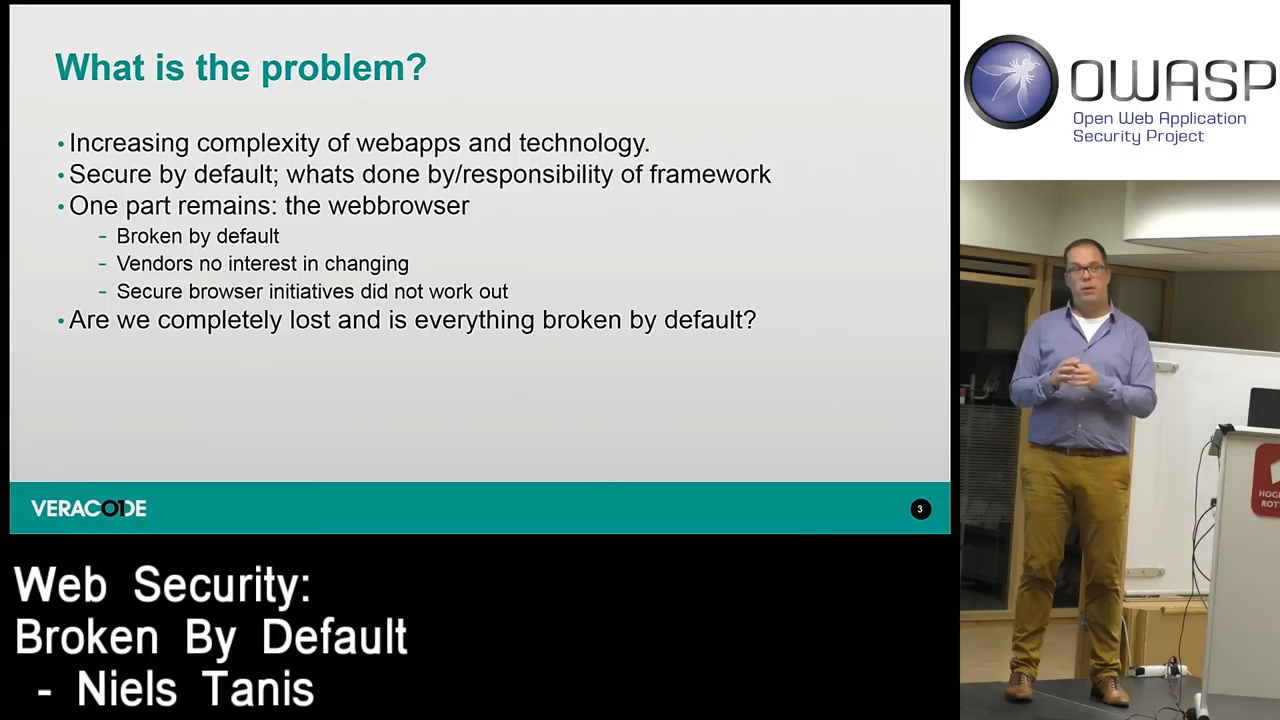 What is the problem?
• Increasing complexity of webapps and technology.
• Secure by default; whats done by/responsibility of framework
• One part remains: the webbrowser
- Broken by default
- Vendors no interest in changing
- Secure browser initiatives did not work out
• Are we completely lost and is everything broken by default?
VERACODE
3
OWASP
Open Web Application
Security Project
HOGE
ROTT
Web Security:
Broken By Default
- Niels Tanis